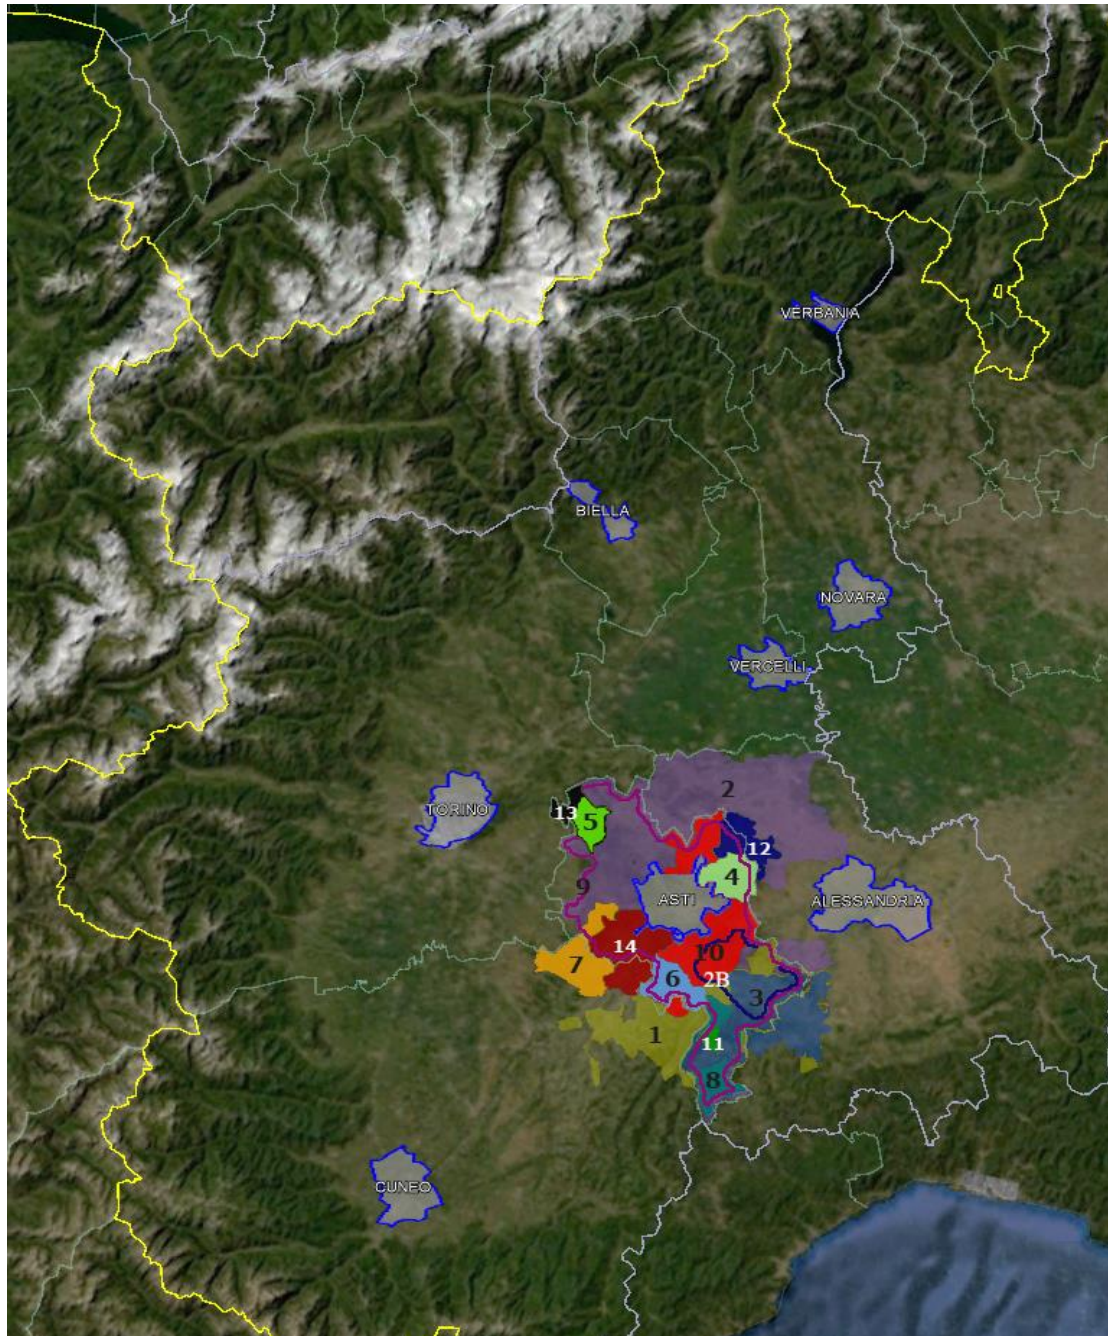 VERBANIA
BIELLA
NOVARA
VERCELLI
TORINO
2
13
5
12
4
9
ASTI
ALESSANDRIA
14
10
7
6
2B
3
1
11
8
CUNEO